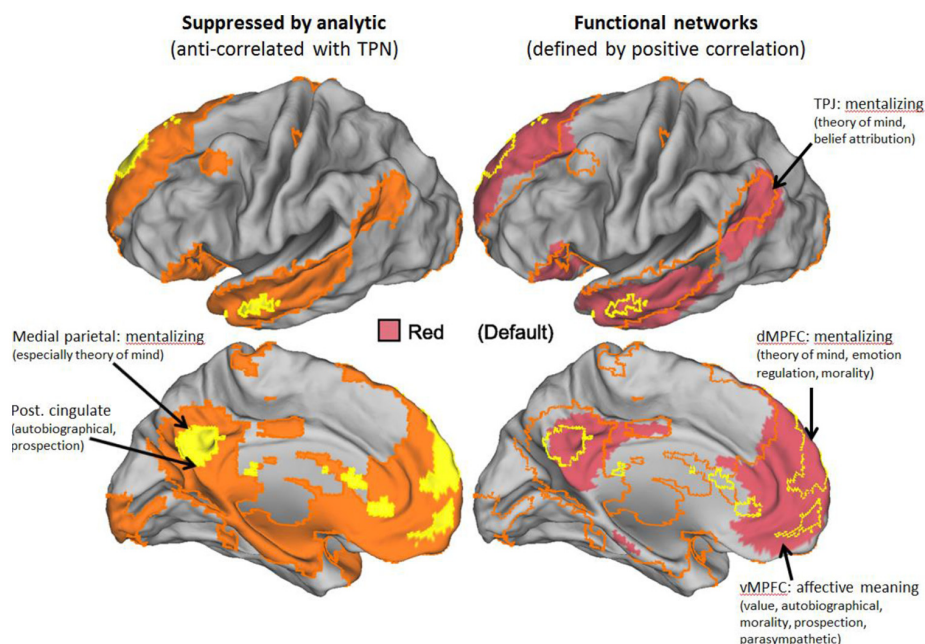 Suppressed by analytic
(anti-correlated with TPN)
Functional networks
(defined by positive correlation)
TPJ: mentalizing
(theory of mind,
belief attribution)
Red (Default)
Medial parietal: mentalizing
(especially theory of mind)
Post. cingulate
(autobiographical,
prospection)
dMPFC: mentalizing
(theory of mind, emotion
regulation, morality)
vMPFC: affective meaning
(value, autobiographical,
morality, prospection,
parasympathetic)